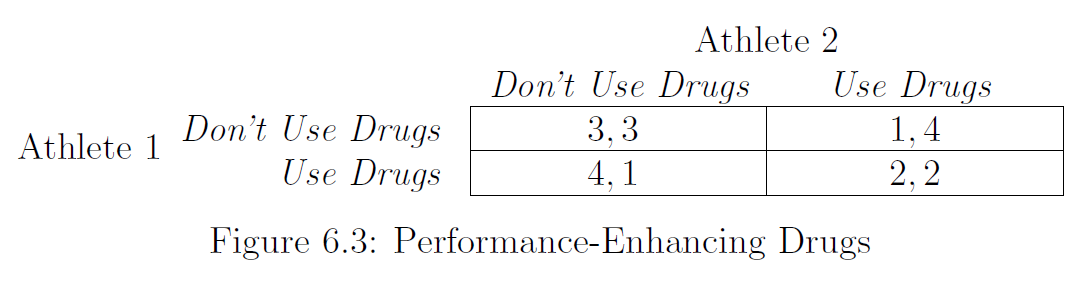 Athlete 2
Don't Use Drugs Use Drugs
Athlete 1 Don't Use Drugs 3, 3 1, 4
Use Drugs 4, 1 2, 2
Figure 6.3: Performance-Enhancing Drugs